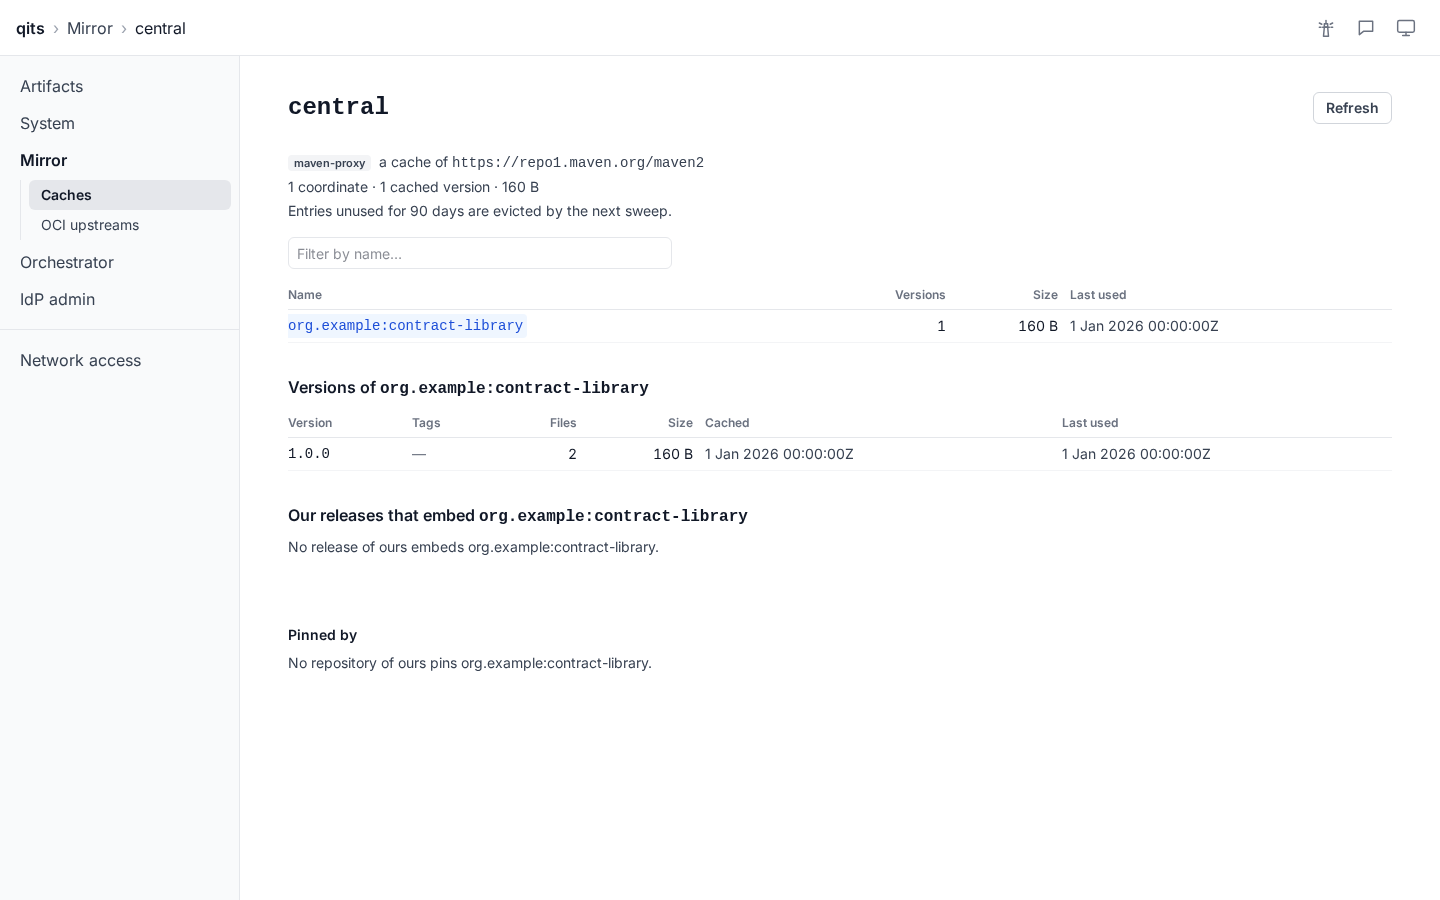 qits › Mirror › central
Artifacts
System
Mirror
Caches
OCI upstreams
Orchestrator
IdP admin
Network access
central
Refresh
maven-proxy a cache of https://repo1.maven.org/maven2
1 coordinate · 1 cached version · 160 B
Entries unused for 90 days are evicted by the next sweep.
Filter by name...
Name Versions Size Last used
org.example:contract-library 1 160 B 1 Jan 2026 00:00:00Z
Versions of org.example:contract-library
Version Tags Files Size Cached Last used
1.0.0 — 2 160 B 1 Jan 2026 00:00:00Z 1 Jan 2026 00:00:00Z
Our releases that embed org.example:contract-library
No release of ours embeds org.example:contract-library.
Pinned by
No repository of ours pins org.example:contract-library.